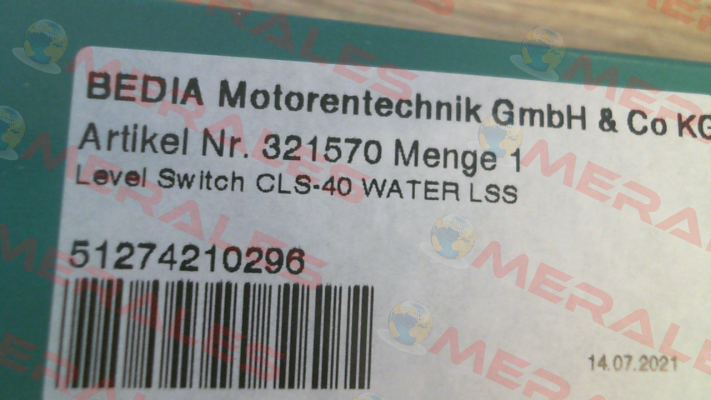 BEDIA Motorentechnik GmbH & Co KG
Artikel Nr. 321570 Menge 1
Level Switch CLS-40 WATER LSS
51274210296
14.07.2021
MERALES